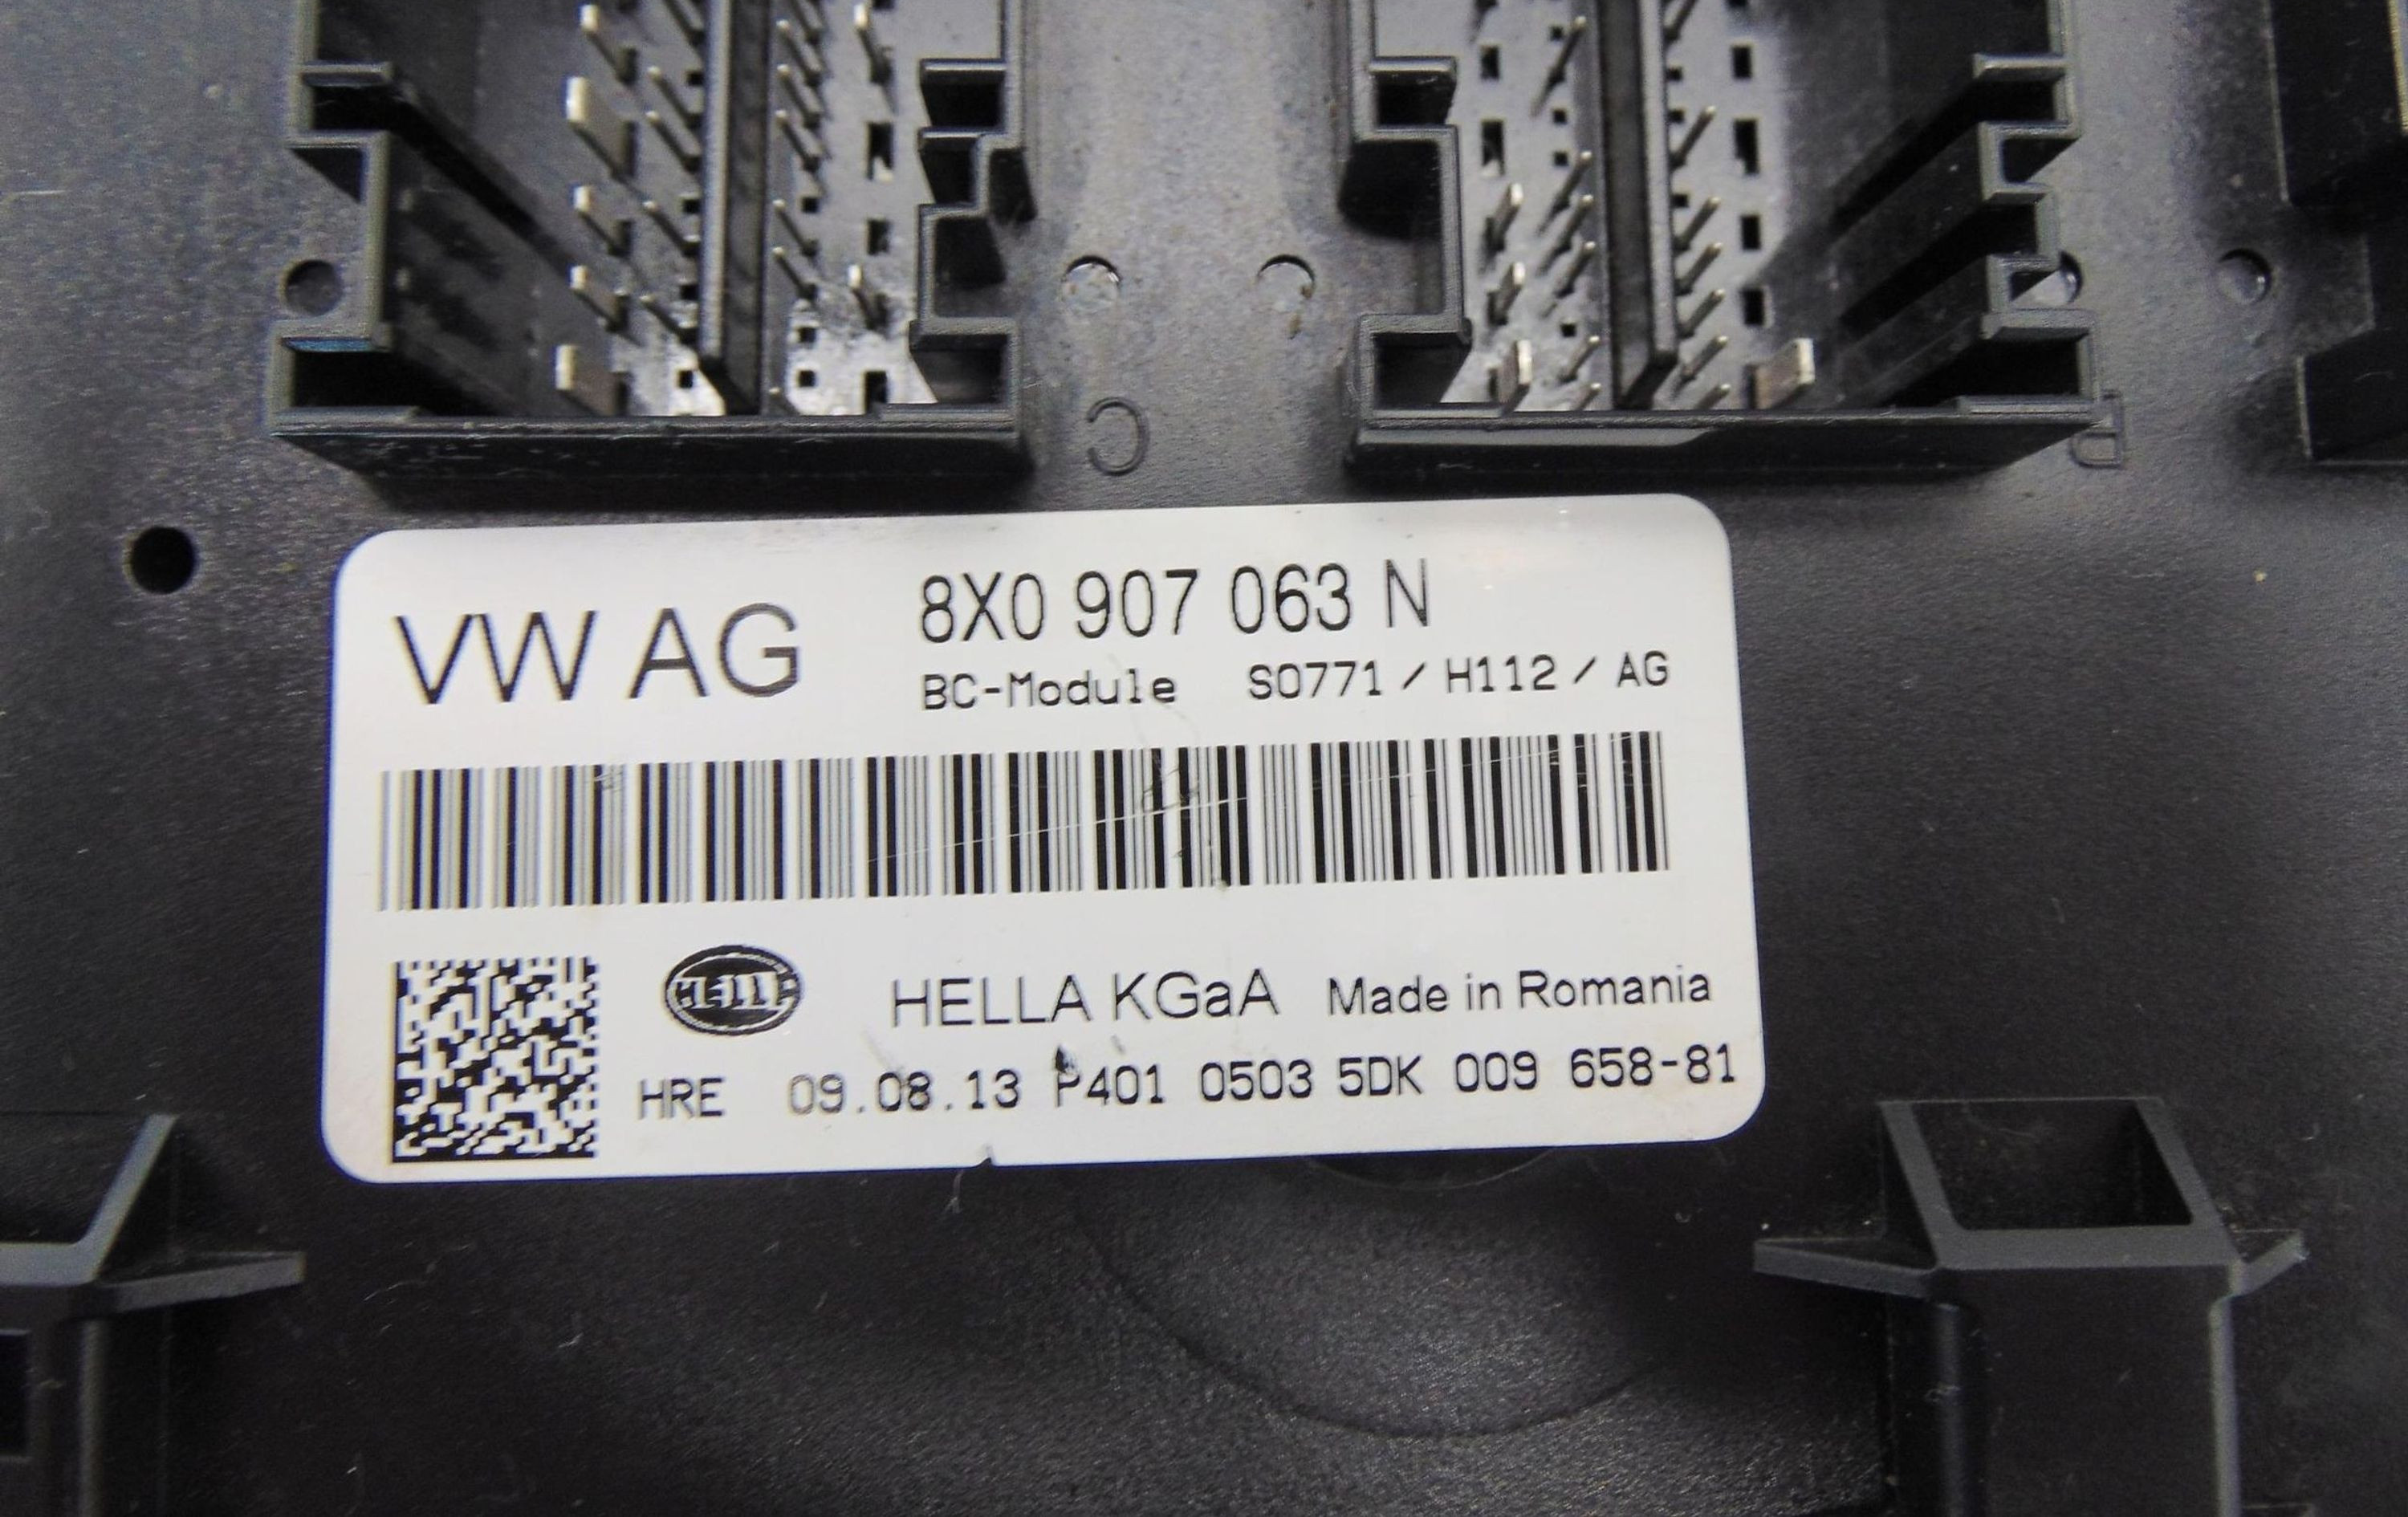 C
B
VW AG
8X0 907 063 N
BC-Module S0771 / H112 / AG
HELLA
HELLA KGaA Made in Romania
HRE 09.08.13 P401 0503 5DK 009 658-81